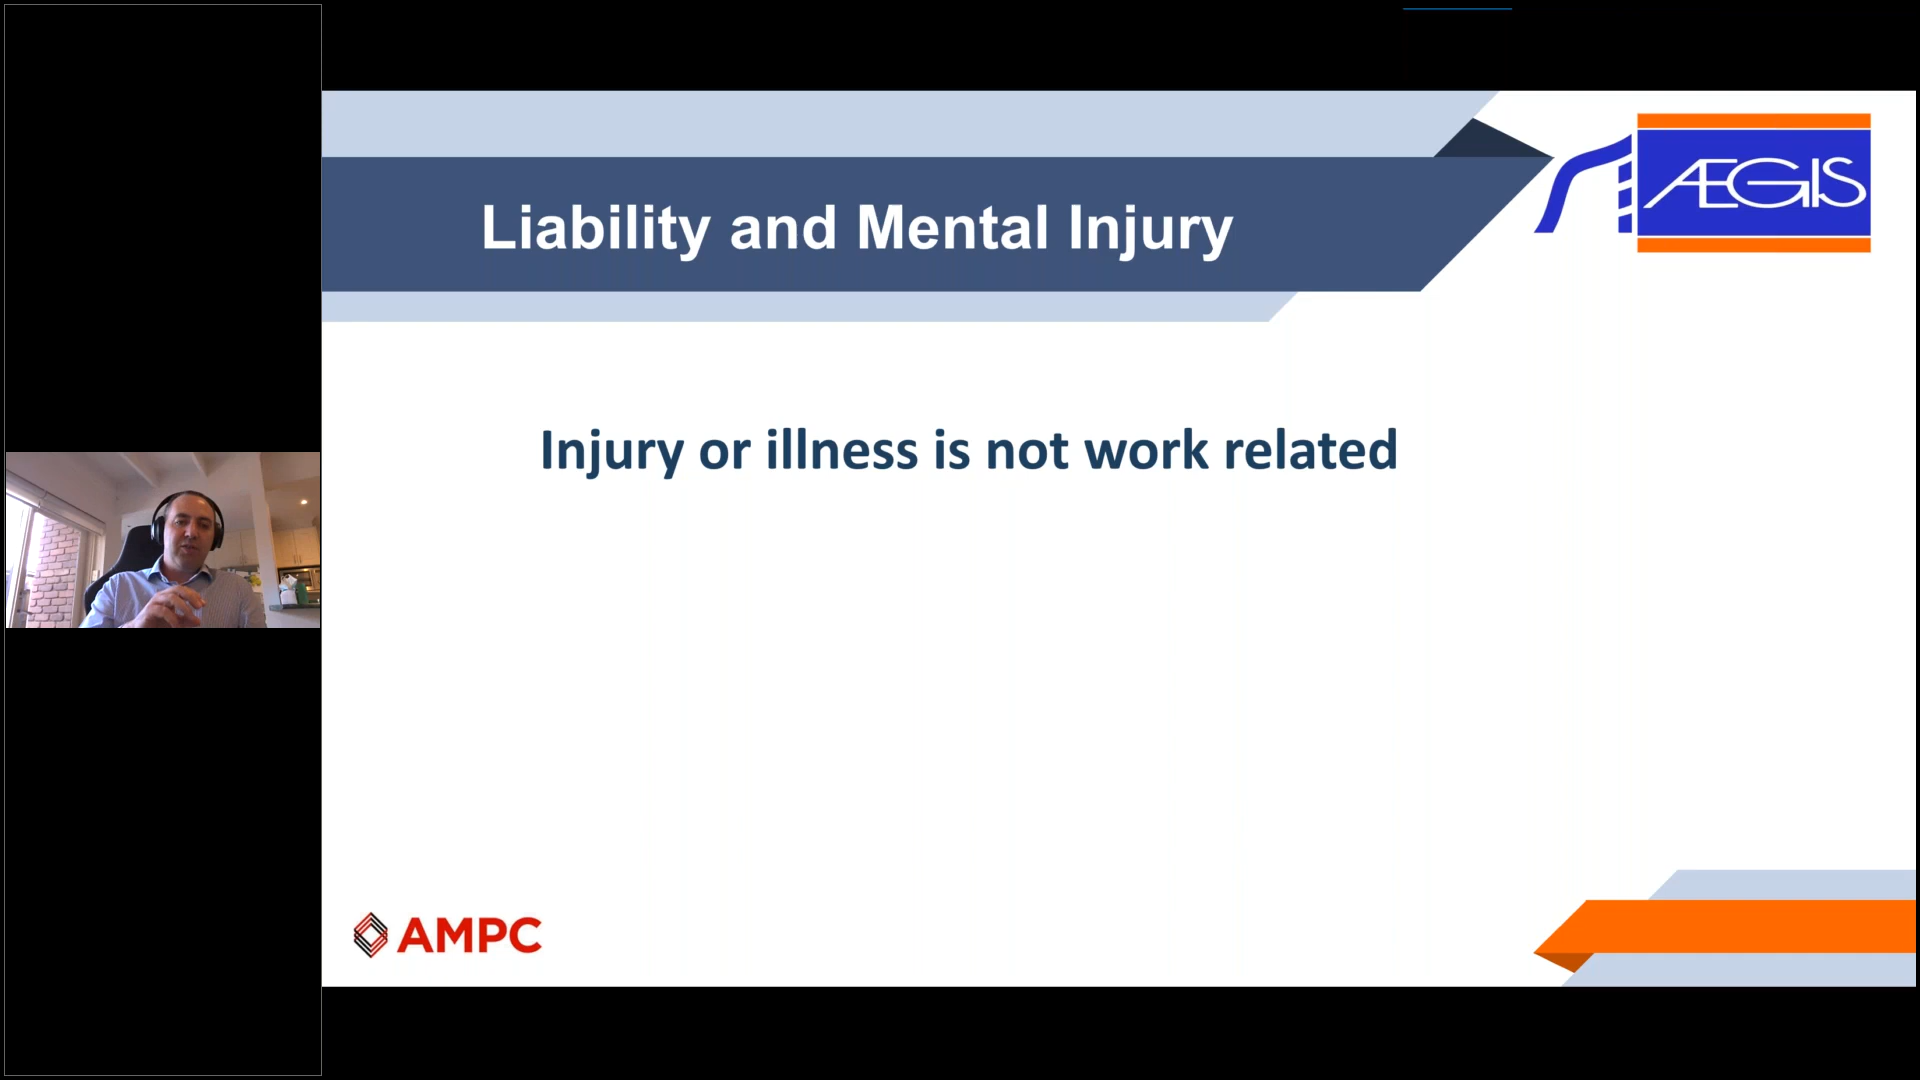 Liability and Mental Injury
ÆGIS
Injury or illness is not work related
AMPC